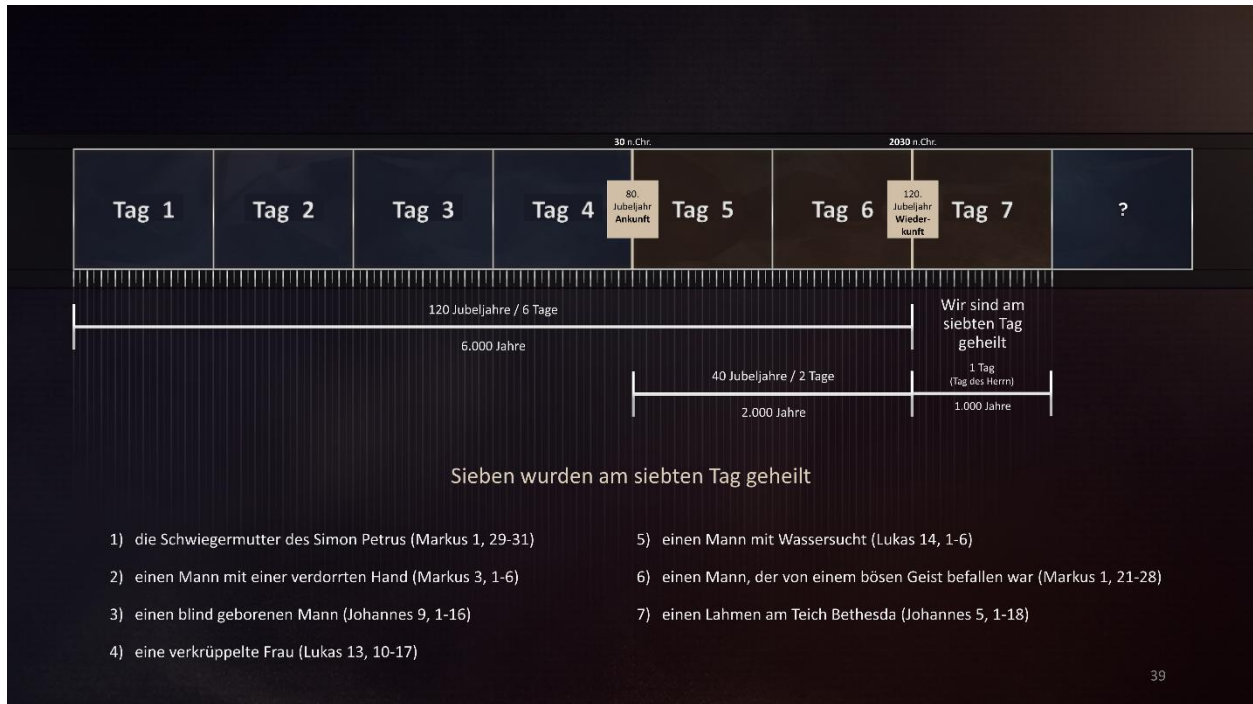 30 n.Chr.
2030 n.Chr.
Tag 1
Tag 2
Tag 3
Tag 4
80.
Jubeljahr
Ankunft
Tag 5
Tag 6
120.
Jubeljahr
Wieder-
kunft
Tag 7
?
120 Jubeljahre / 6 Tage
6.000 Jahre
Wir sind am
siebten Tag
geheilt
40 Jubeljahre / 2 Tage
2.000 Jahre
1 Tag
(Tag des Herrn)
1.000 Jahre
Sieben wurden am siebten Tag geheilt
1) die Schwiegermutter des Simon Petrus (Markus 1, 29-31)
2) einen Mann mit einer verdorrten Hand (Markus 3, 1-6)
3) einen blind geborenen Mann (Johannes 9, 1-16)
4) eine verkrüppelte Frau (Lukas 13, 10-17)
5) einen Mann mit Wassersucht (Lukas 14, 1-6)
6) einen Mann, der von einem bösen Geist befallen war (Markus 1, 21-28)
7) einen Lahmen am Teich Bethesda (Johannes 5, 1-18)
39